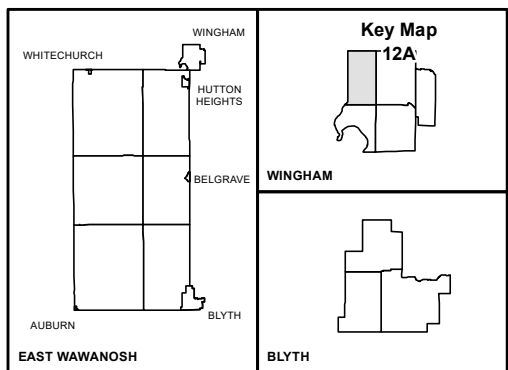 WINGHAM
WHITECHURCH
HUTTON
HEIGHTS
BELGRAVE
BLYTH
AUBURN
EAST WAWANOSH
Key Map
12A
WINGHAM
BLYTH